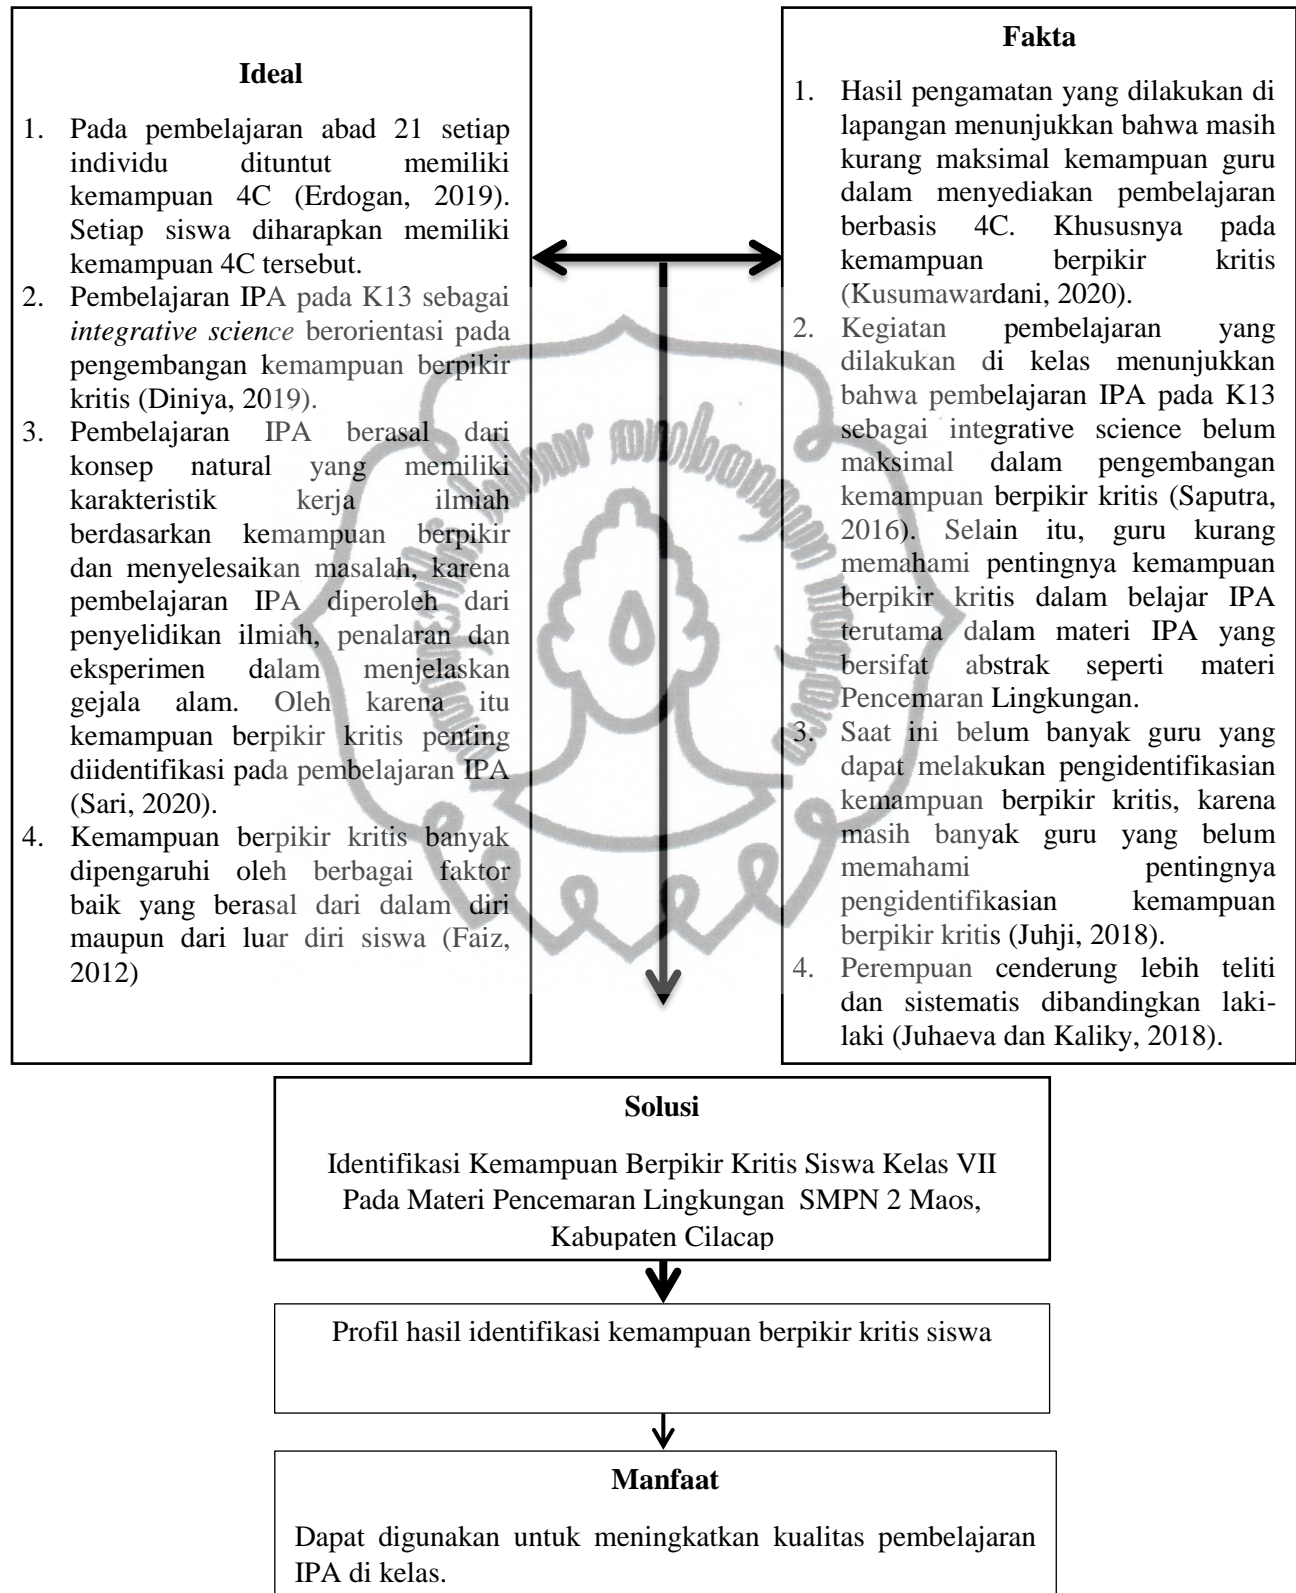 Ideal
1. Pada pembelajaran abad 21 setiap
individu dituntut memiliki
kemampuan 4C (Erdogan, 2019).
Setiap siswa diharapkan memiliki
kemampuan 4C tersebut.
2. Pembelajaran IPA pada K13 sebagai
integrative science berorientasi pada
pengembangan kemampuan berpikir
kritis (Diniya, 2019).
3. Pembelajaran IPA berasal dari
konsep natural yang memiliki
karakteristik kerja ilmiah
berdasarkan kemampuan berpikir
dan menyelesaikan masalah, karena
pembelajaran IPA diperoleh dari
penyelidikan ilmiah, penalaran dan
eksperimen dalam menjelaskan
gejala alam. Oleh karena itu
kemampuan berpikir kritis penting
diidentifikasi pada pembelajaran IPA
(Sari, 2020).
4. Kemampuan berpikir kritis banyak
dipengaruhi oleh berbagai faktor
baik yang berasal dari dalam diri
maupun dari luar diri siswa (Faiz,
2012)
Fakta
1. Hasil pengamatan yang dilakukan di
lapangan menunjukkan bahwa masih
kurang maksimal kemampuan guru
dalam menyediakan pembelajaran
berbasis 4C. Khususnya pada
kemampuan berpikir kritis
(Kusumawardani, 2020).
2. Kegiatan pembelajaran yang
dilakukan di kelas menunjukkan
bahwa pembelajaran IPA pada K13
sebagai integrative science belum
maksimal dalam pengembangan
kemampuan berpikir kritis (Saputra,
2016). Selain itu, guru kurang
memahami pentingnya kemampuan
berpikir kritis dalam belajar IPA
terutama dalam materi IPA yang
bersifat abstrak seperti materi
Pencemaran Lingkungan.
3. Saat ini belum banyak guru yang
dapat melakukan pengidentifikasian
kemampuan berpikir kritis, karena
masih banyak guru yang belum
memahami pentingnya
pengidentifikasian kemampuan
berpikir kritis (Juhji, 2018).
4. Perempuan cenderung lebih teliti
dan sistematis dibandingkan laki-
laki (Juhaeva dan Kaliky, 2018).
Solusi
Identifikasi Kemampuan Berpikir Kritis Siswa Kelas VII
Pada Materi Pencemaran Lingkungan SMPN 2 Maos,
Kabupaten Cilacap
Profil hasil identifikasi kemampuan berpikir kritis siswa
Manfaat
Dapat digunakan untuk meningkatkan kualitas pembelajaran
IPA di kelas.